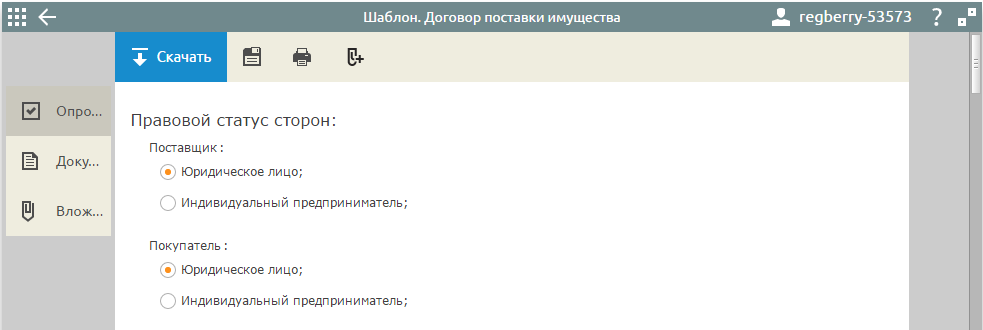 Шаблон. Договор поставки имущества
regberry-53573 ?
Скачать
Опро...
Доку...
Влож...
Правовой статус сторон:
Поставщик:
Юридическое лицо;
Индивидуальный предприниматель;
Покупатель:
Юридическое лицо;
Индивидуальный предприниматель;